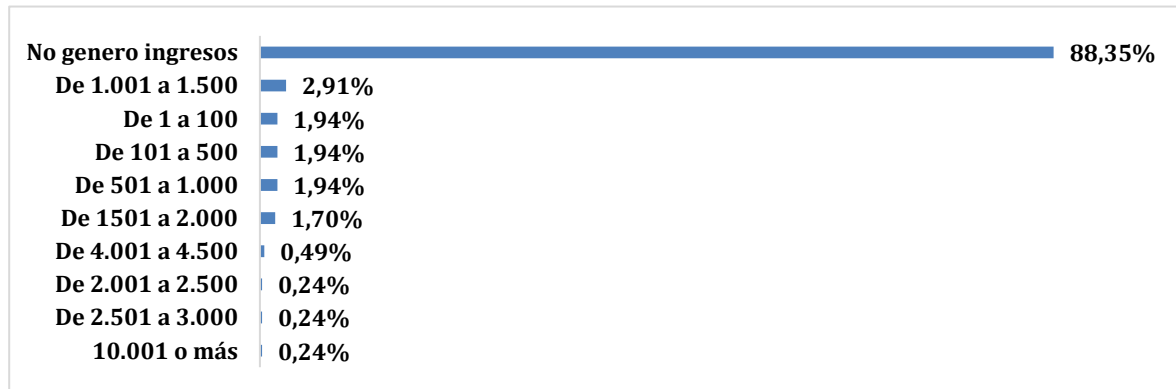 No genero ingresos 88,35%
De 1.001 a 1.500 2,91%
De 1 a 100 1,94%
De 101 a 500 1,94%
De 501 a 1.000 1,94%
De 1501 a 2.000 1,70%
De 4.001 a 4.500 0,49%
De 2.001 a 2.500 0,24%
De 2.501 a 3.000 0,24%
10.001 o más 0,24%